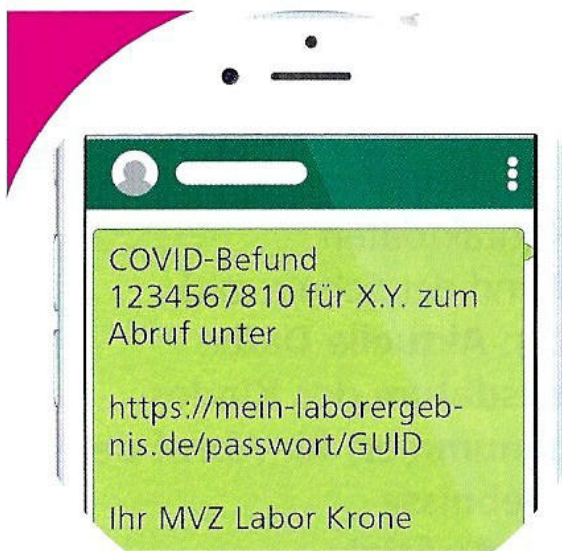 COVID-Befund
1234567810 für X.Y. zum
Abruf unter
https://mein-laborergeb-
nis.de/passwort/GUID
Ihr MVZ Labor Krone